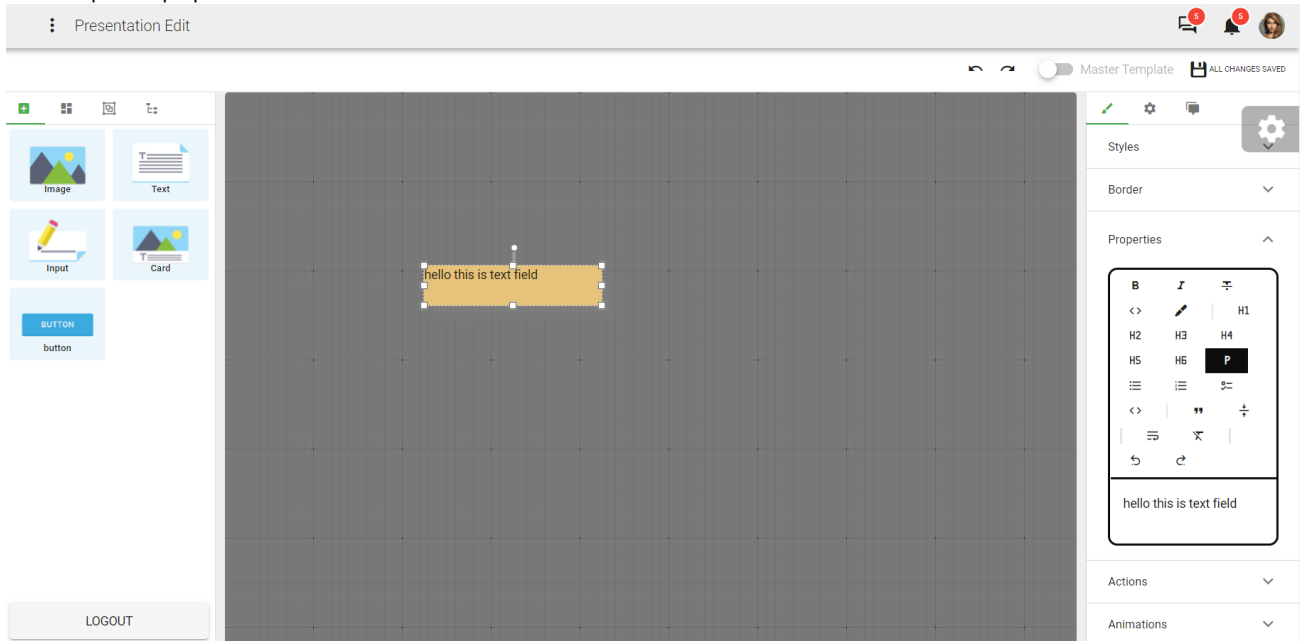 Presentation Edit
5
5
Master Template
ALL CHANGES SAVED
Image
Text
Input
Card
BUTTON
button
LOGOUT
hello this is text field
Styles
Border
Properties
B I T
<> H1
H2 H3 H4
H5 H6 P
<>
hello this is text field
Actions
Animations